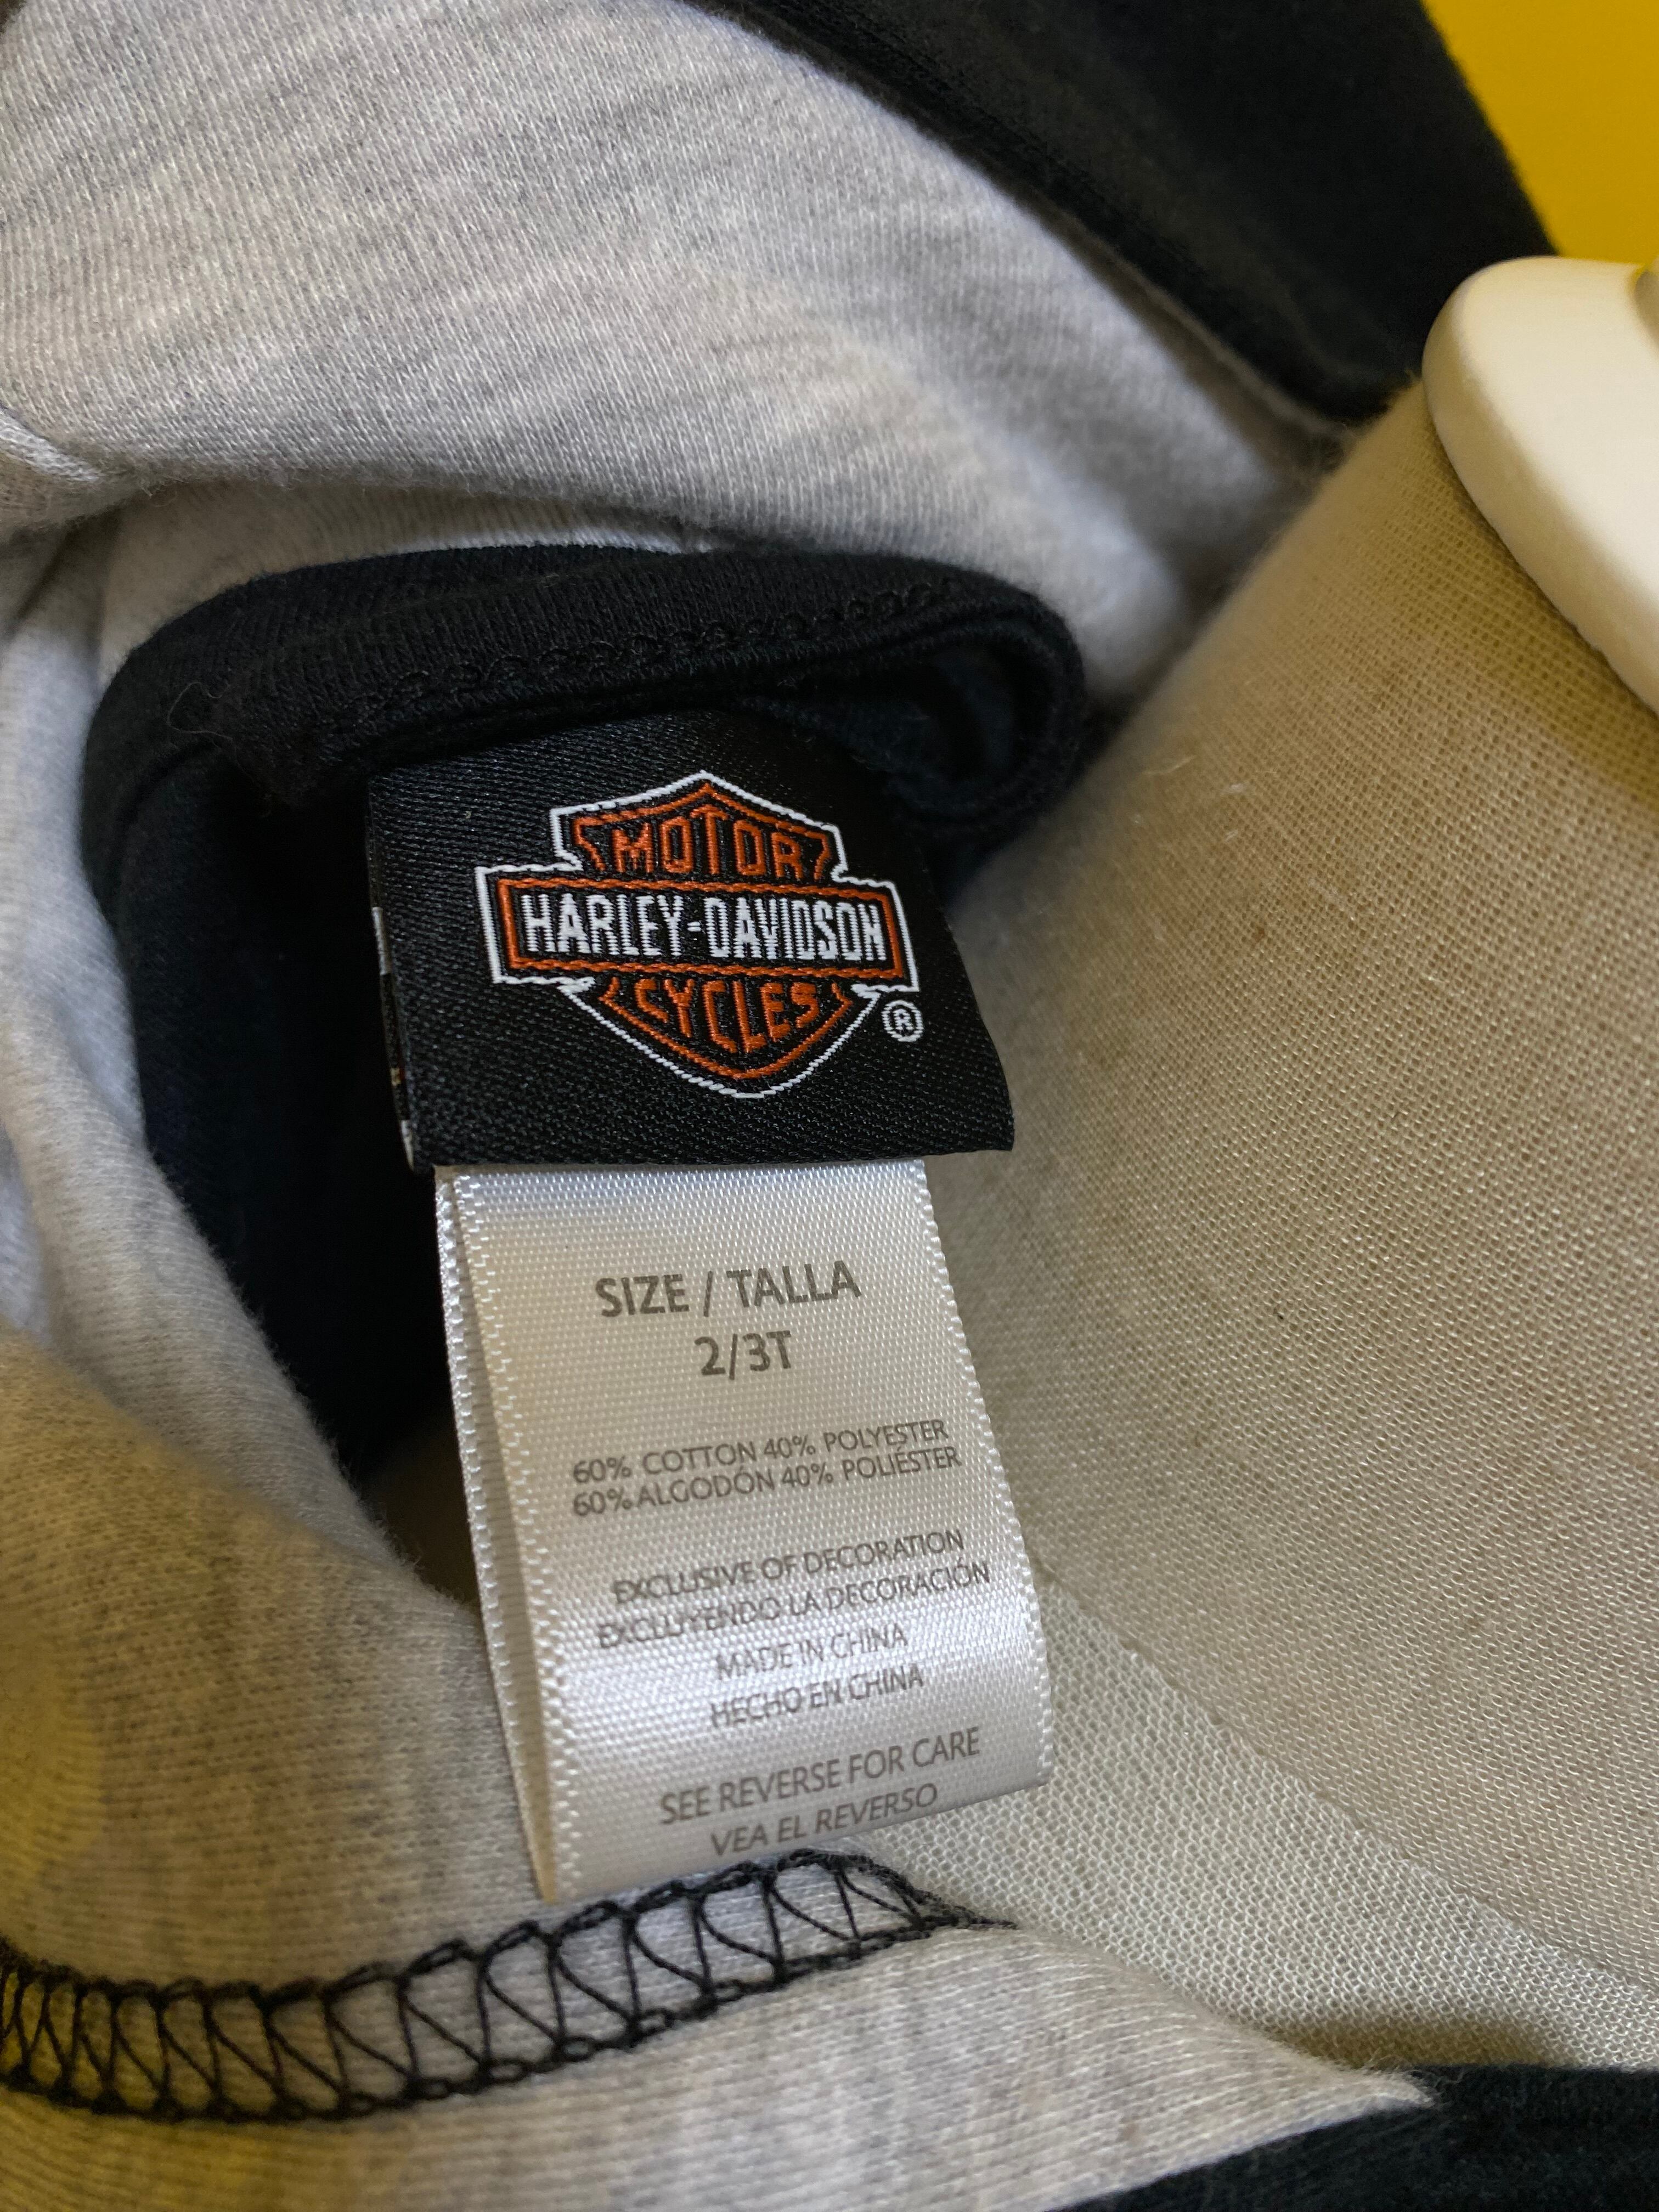 MOTOR
HARLEY-DAVIDSON
CYCLES
®
SIZE / TALLA
2/3T
60% COTTON 40% POLYESTER
60% ALGODÓN 40% POLIÉSTER
EXCLUSIVE OF DECORATION
EXCLUYENDO LA DECORACIÓN
MADE IN CHINA
HECHO EN CHINA
SEE REVERSE FOR CARE
VEA EL REVERSO